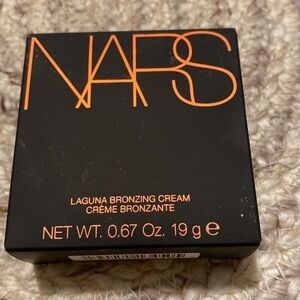 NARS
LAGUNA BRONZING CREAM
CRÈME BRONZANTE
NET WT. 0.67 Oz. 19 g ℮